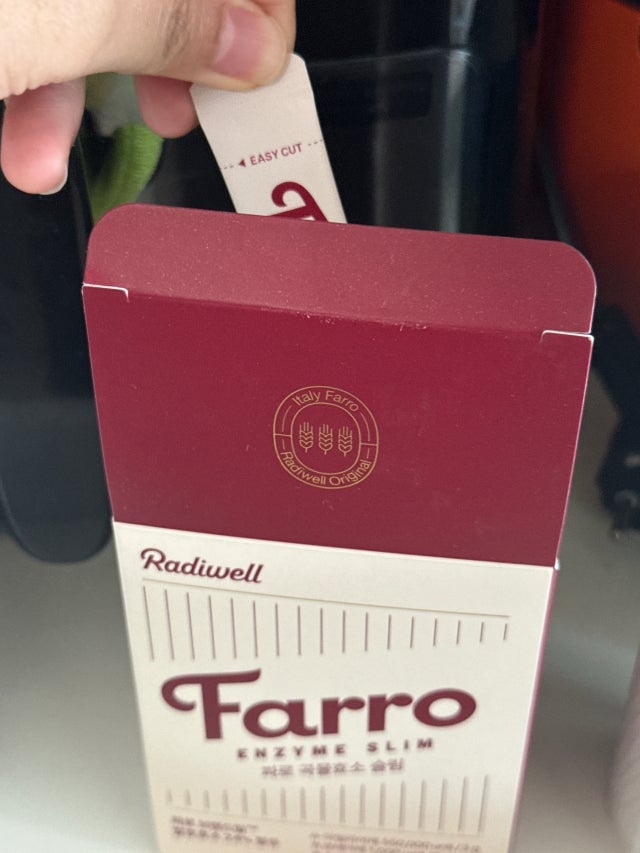 ◄ EASY CUT
Italy Farro
Radiwell Original
Radiwell
Farro
ENZYME SLIM
파로 곡물효소 슬림